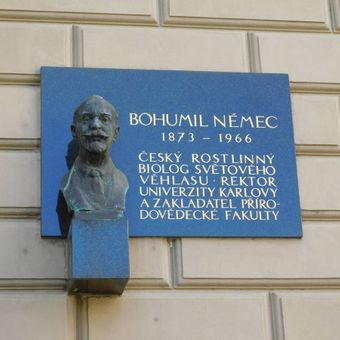 BOHUMIL NĚMEC
1873 – 1966
ČESKÝ ROSTLINNÝ
BIOLOG SVĚTOVÉHO
VĚHLASU · REKTOR
UNIVERZITY KARLOVY
A ZAKLADATEL PŘÍRO-
DOVĚDECKÉ FAKULTY